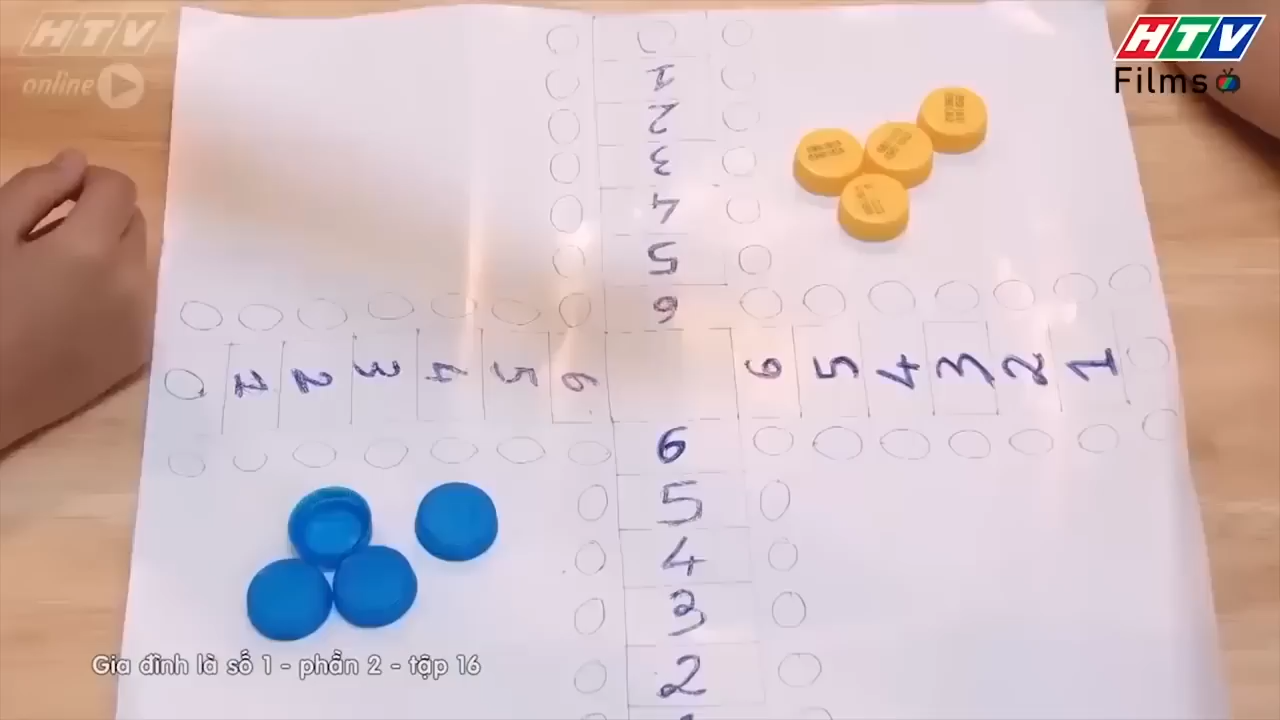 HTV
online
HTV
Films
1
2
3
4
5
6
1 2 3 4 5 6
6 5 4 3 2 1
6
5
4
3
2
Gia đình là số 1 - phần 2 - tập 16